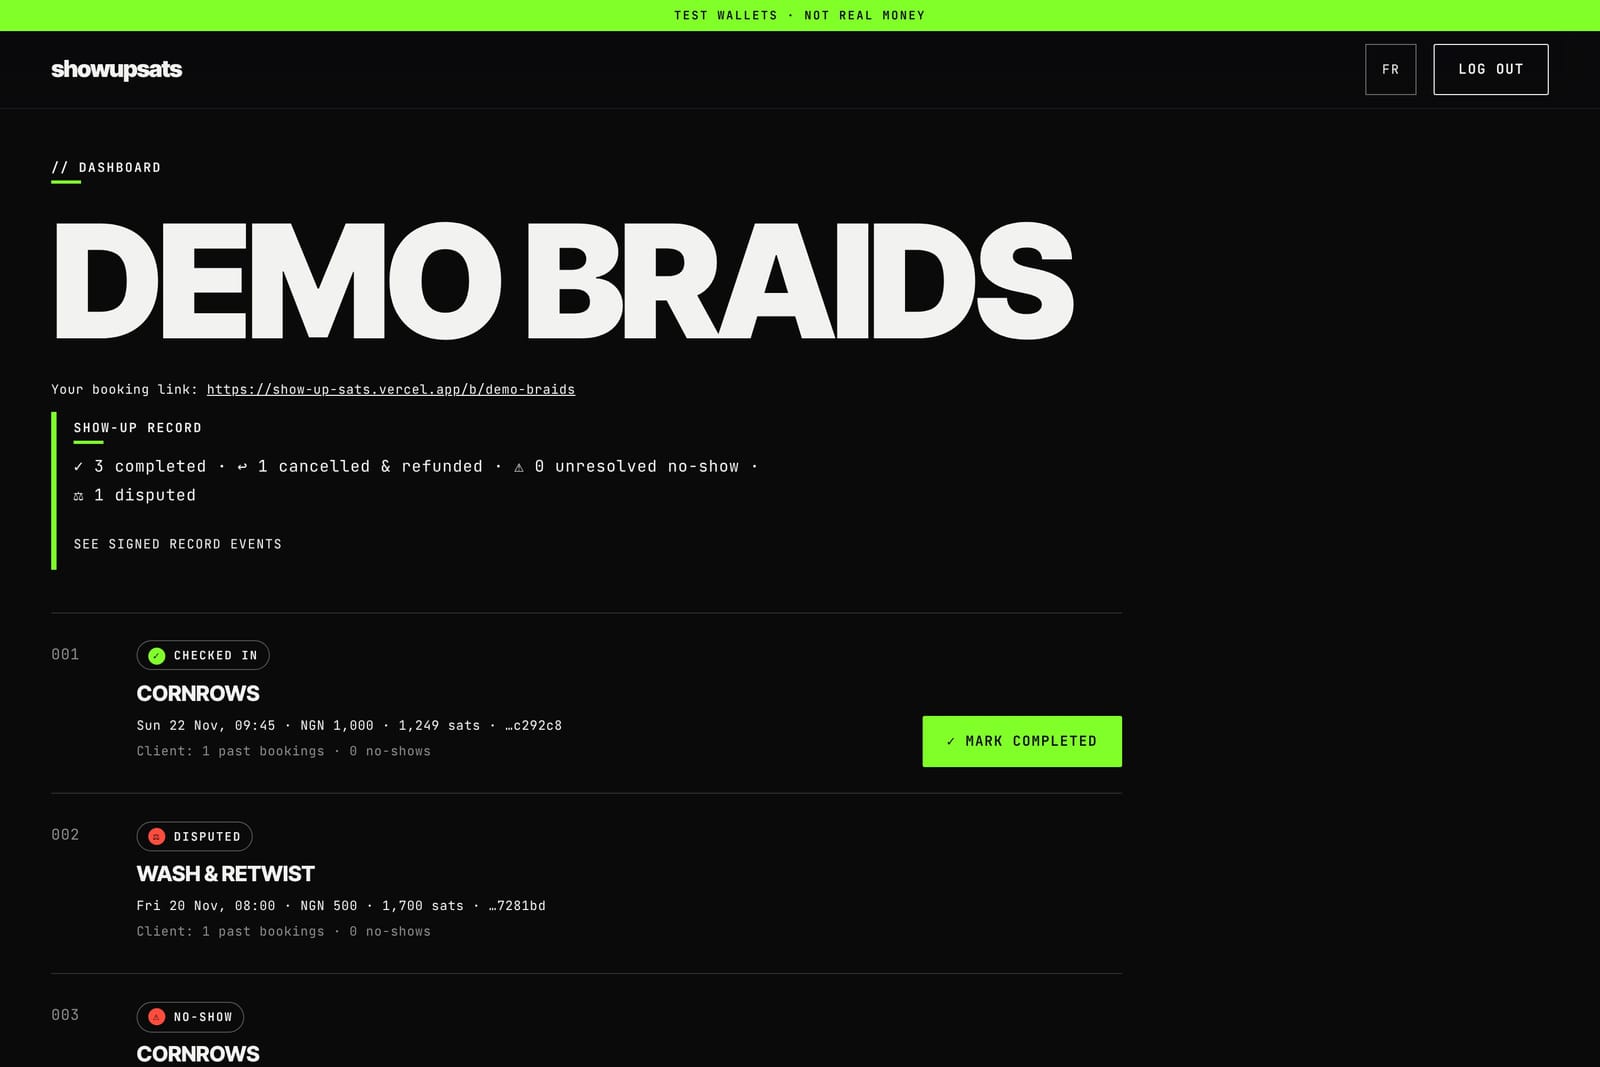 TEST WALLETS · NOT REAL MONEY
showupsats
FR
LOG OUT
// DASHBOARD
DEMO BRAIDS
Your booking link: https://show-up-sats.vercel.app/b/demo-braids
SHOW-UP RECORD
✓ 3 completed · ↩ 1 cancelled & refunded · ⚠ 0 unresolved no-show ·
⚖ 1 disputed
SEE SIGNED RECORD EVENTS
001
✓ CHECKED IN
CORNROWS
Sun 22 Nov, 09:45 · NGN 1,000 · 1,249 sats · …c292c8
Client: 1 past bookings · 0 no-shows
✓ MARK COMPLETED
002
⚖ DISPUTED
WASH & RETWIST
Fri 20 Nov, 08:00 · NGN 500 · 1,700 sats · …7281bd
Client: 1 past bookings · 0 no-shows
003
⚠ NO-SHOW
CORNROWS